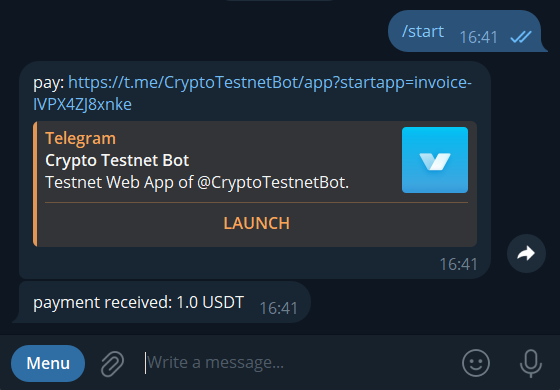 /start 16:41
pay: https://t.me/CryptoTestnetBot/app?startapp=invoice-
IVPX4ZJ8xnke
Telegram
Crypto Testnet Bot
Testnet Web App of @CryptoTestnetBot.
LAUNCH
16:41
payment received: 1.0 USDT 16:41
Menu Write a message...